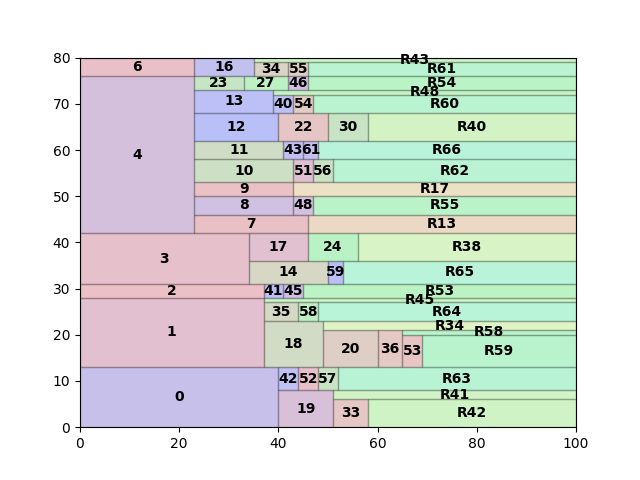 R43
80 6 16 34 55 R61
23 27 46 R54
R48
70 13 40 54 R60
12 22 30 R40
60 11 43 61 R66
4
10 51 56 R62
50 9 R17
8 48 R55
7 R13
40 17 24 R38
3
14 59 R65
30 2 41 45 R53
R45
35 58 R64
R34
20 1 18 20 36 53 R58
R59
10 42 52 57 R63
0 R41
19 33 R42
0
0 20 40 60 80 100